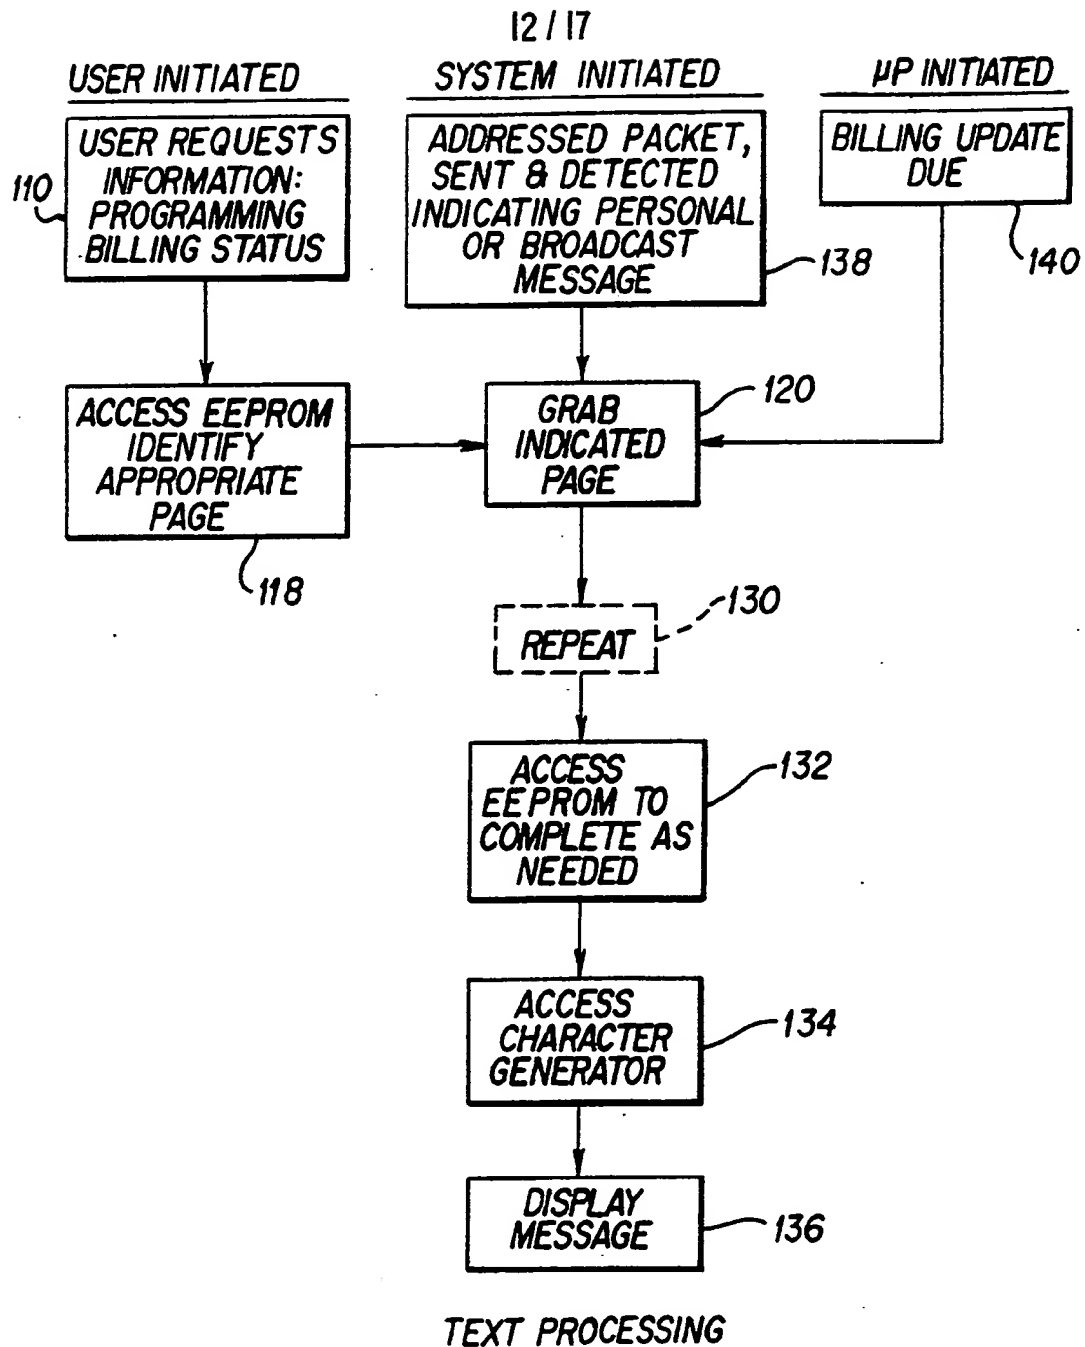 12/17
USER INITIATED
SYSTEM INITIATED
µP INITIATED
USER REQUESTS
INFORMATION:
PROGRAMMING
BILLING STATUS
110
ADDRESSED PACKET,
SENT & DETECTED
INDICATING PERSONAL
OR BROADCAST
MESSAGE
138
BILLING UPDATE
DUE
140
ACCESS EEPROM
IDENTIFY
APPROPRIATE
PAGE
118
GRAB
INDICATED
PAGE
120
REPEAT
130
ACCESS
EEPROM TO
COMPLETE AS
NEEDED
132
ACCESS
CHARACTER
GENERATOR
134
DISPLAY
MESSAGE
136
TEXT PROCESSING